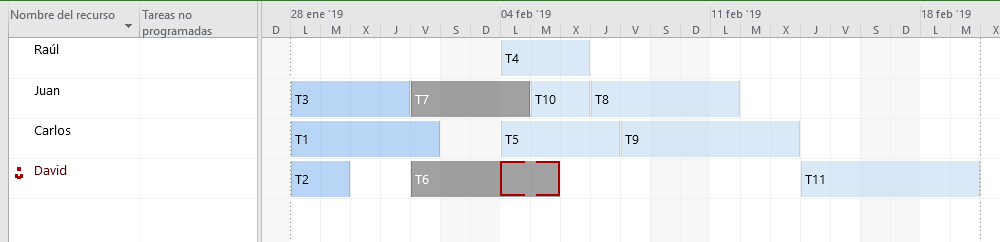 Nombre del recurso
Tareas no
programadas
28 ene '19
04 feb '19
11 feb '19
18 feb '19
D L M X J V S D L M X J V S D L M X J V S D L M X
Raúl
T4
Juan
T3 T7 T10 T8
Carlos
T1 T5 T9
David
T2 T6 T11